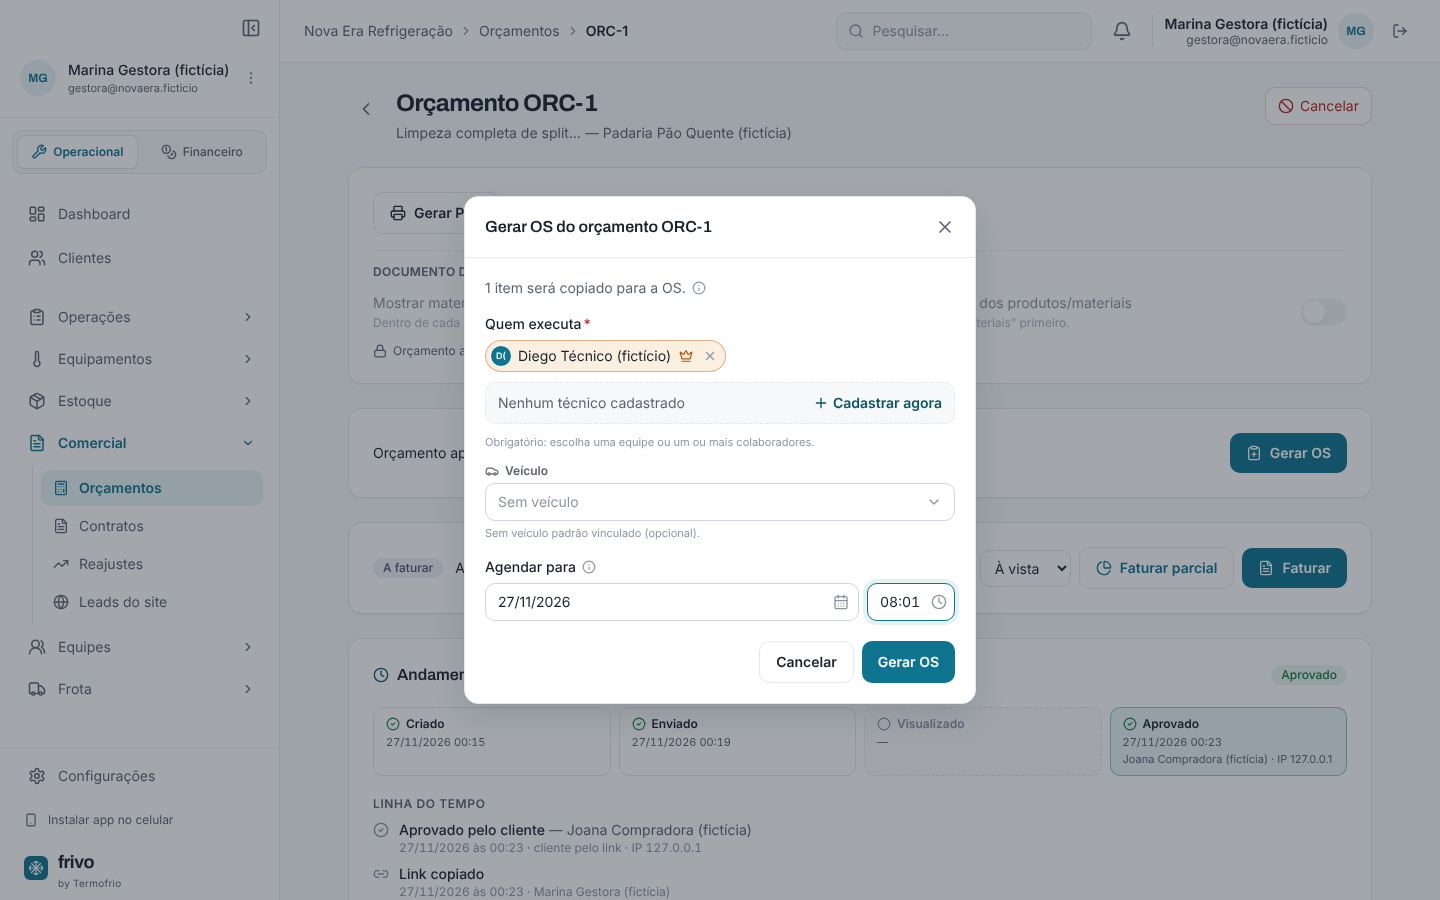 MG
Marina Gestora (fictícia)
gestora@novaera.ficticio
Operacional
Financeiro
Dashboard
Clientes
Operações
Equipamentos
Estoque
Comercial
Orçamentos
Contratos
Reajustes
Leads do site
Equipes
Frota
Configurações
Instalar app no celular
frivo
by Termofrio
Nova Era Refrigeração > Orçamentos > ORC-1
Pesquisar...
Marina Gestora (fictícia)
gestora@novaera.ficticio
MG
Orçamento ORC-1
Limpeza completa de split... — Padaria Pão Quente (fictícia)
Cancelar
Gerar P
DOCUMENTO D
Mostrar mater
dos produtos/materiais
Dentro de cada
teriais" primeiro.
Orçamento a
Orçamento ap
Gerar OS
A faturar
A
À vista
Faturar parcial
Faturar
Gerar OS do orçamento ORC-1
1 item será copiado para a OS.
Quem executa *
D( Diego Técnico (fictício)
Nenhum técnico cadastrado
+ Cadastrar agora
Obrigatório: escolha uma equipe ou um ou mais colaboradores.
Veículo
Sem veículo
Sem veículo padrão vinculado (opcional).
Agendar para
27/11/2026
08:01
Cancelar
Gerar OS
Andamer
Aprovado
Criado
27/11/2026 00:15
Enviado
27/11/2026 00:19
Visualizado
—
Aprovado
27/11/2026 00:23
Joana Compradora (fictícia) · IP 127.0.0.1
LINHA DO TEMPO
Aprovado pelo cliente — Joana Compradora (fictícia)
27/11/2026 às 00:23 · cliente pelo link · IP 127.0.0.1
Link copiado
27/11/2026 às 00:23 · Marina Gestora (fictícia)